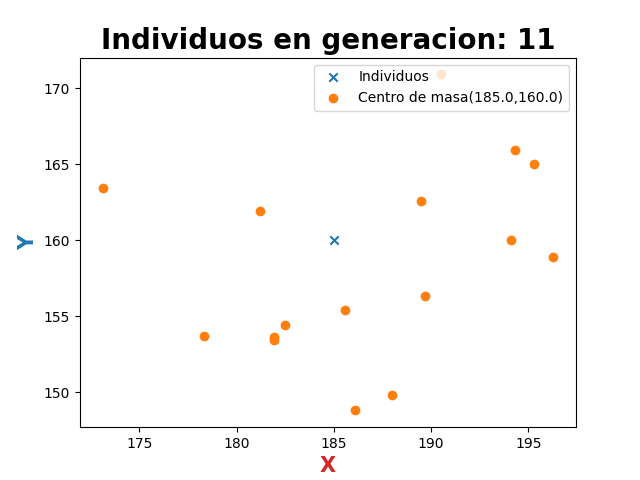 Individuos en generacion: 11
Individuos
Centro de masa(185.0,160.0)
170
165
160
155
150
Y
175 180 185 190 195
X